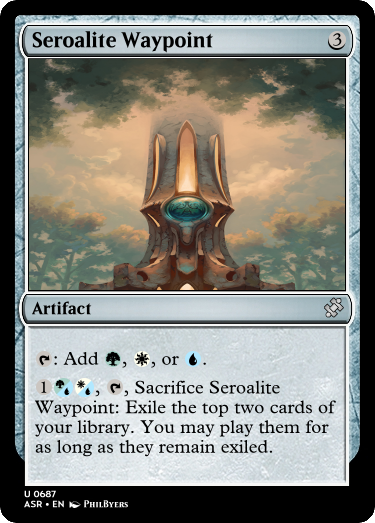 Seroalite Waypoint 3
Artifact
: Add , , or .
1 , , Sacrifice Seroalite
Waypoint: Exile the top two cards of
your library. You may play them for
as long as they remain exiled.
U 0687
ASR • EN PhilByers